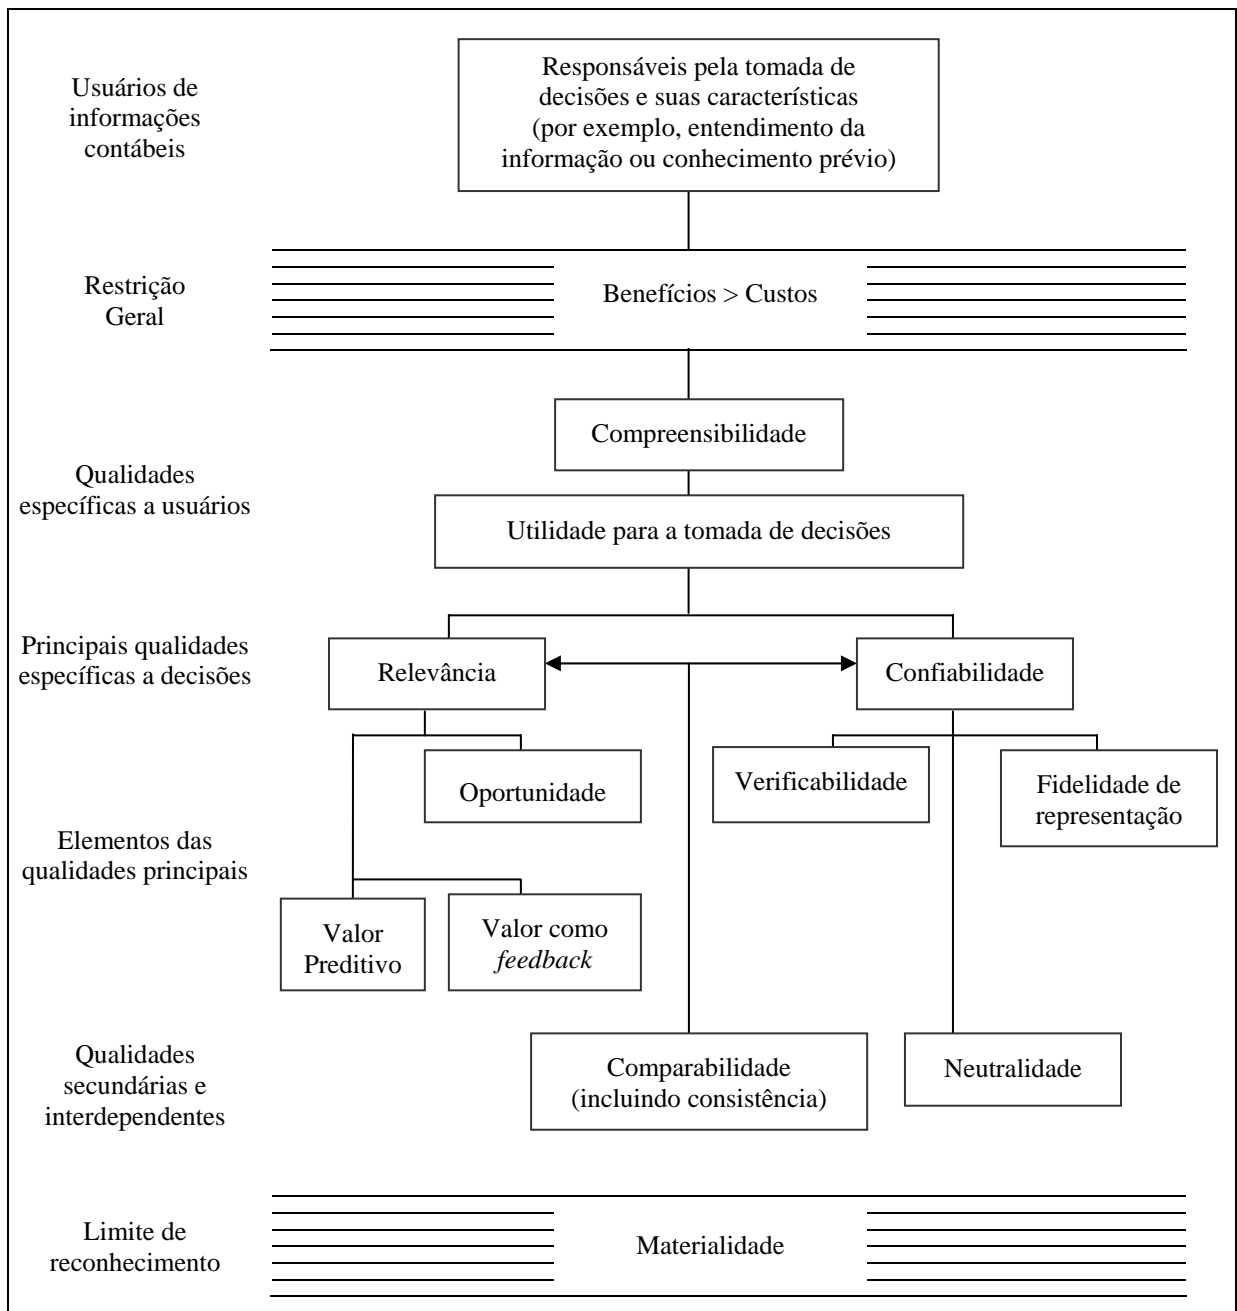 Usuários de
informações
contábeis
Responsáveis pela tomada de
decisões e suas características
(por exemplo, entendimento da
informação ou conhecimento prévio)
Restrição
Geral
Benefícios > Custos
Compreensibilidade
Qualidades
específicas a usuários
Utilidade para a tomada de decisões
Principais qualidades
específicas a decisões
Relevância
Confiabilidade
Oportunidade
Verificabilidade
Fidelidade de
representação
Elementos das
qualidades principais
Valor
Preditivo
Valor como
feedback
Qualidades
secundárias e
interdependentes
Comparabilidade
(incluindo consistência)
Neutralidade
Limite de
reconhecimento
Materialidade